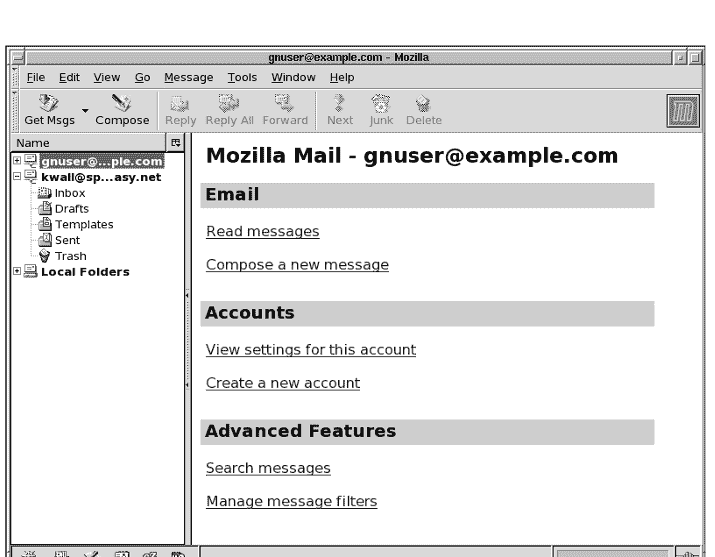 gnuser@example.com - Mozilla
File Edit View Go Message Tools Window Help
Get Msgs Compose Reply Reply All Forward Next Junk Delete
Name
gnuser@...ple.com
kwall@sp...asy.net
Inbox
Drafts
Templates
Sent
Trash
Local Folders
Mozilla Mail - gnuser@example.com
Email
Read messages
Compose a new message
Accounts
View settings for this account
Create a new account
Advanced Features
Search messages
Manage message filters